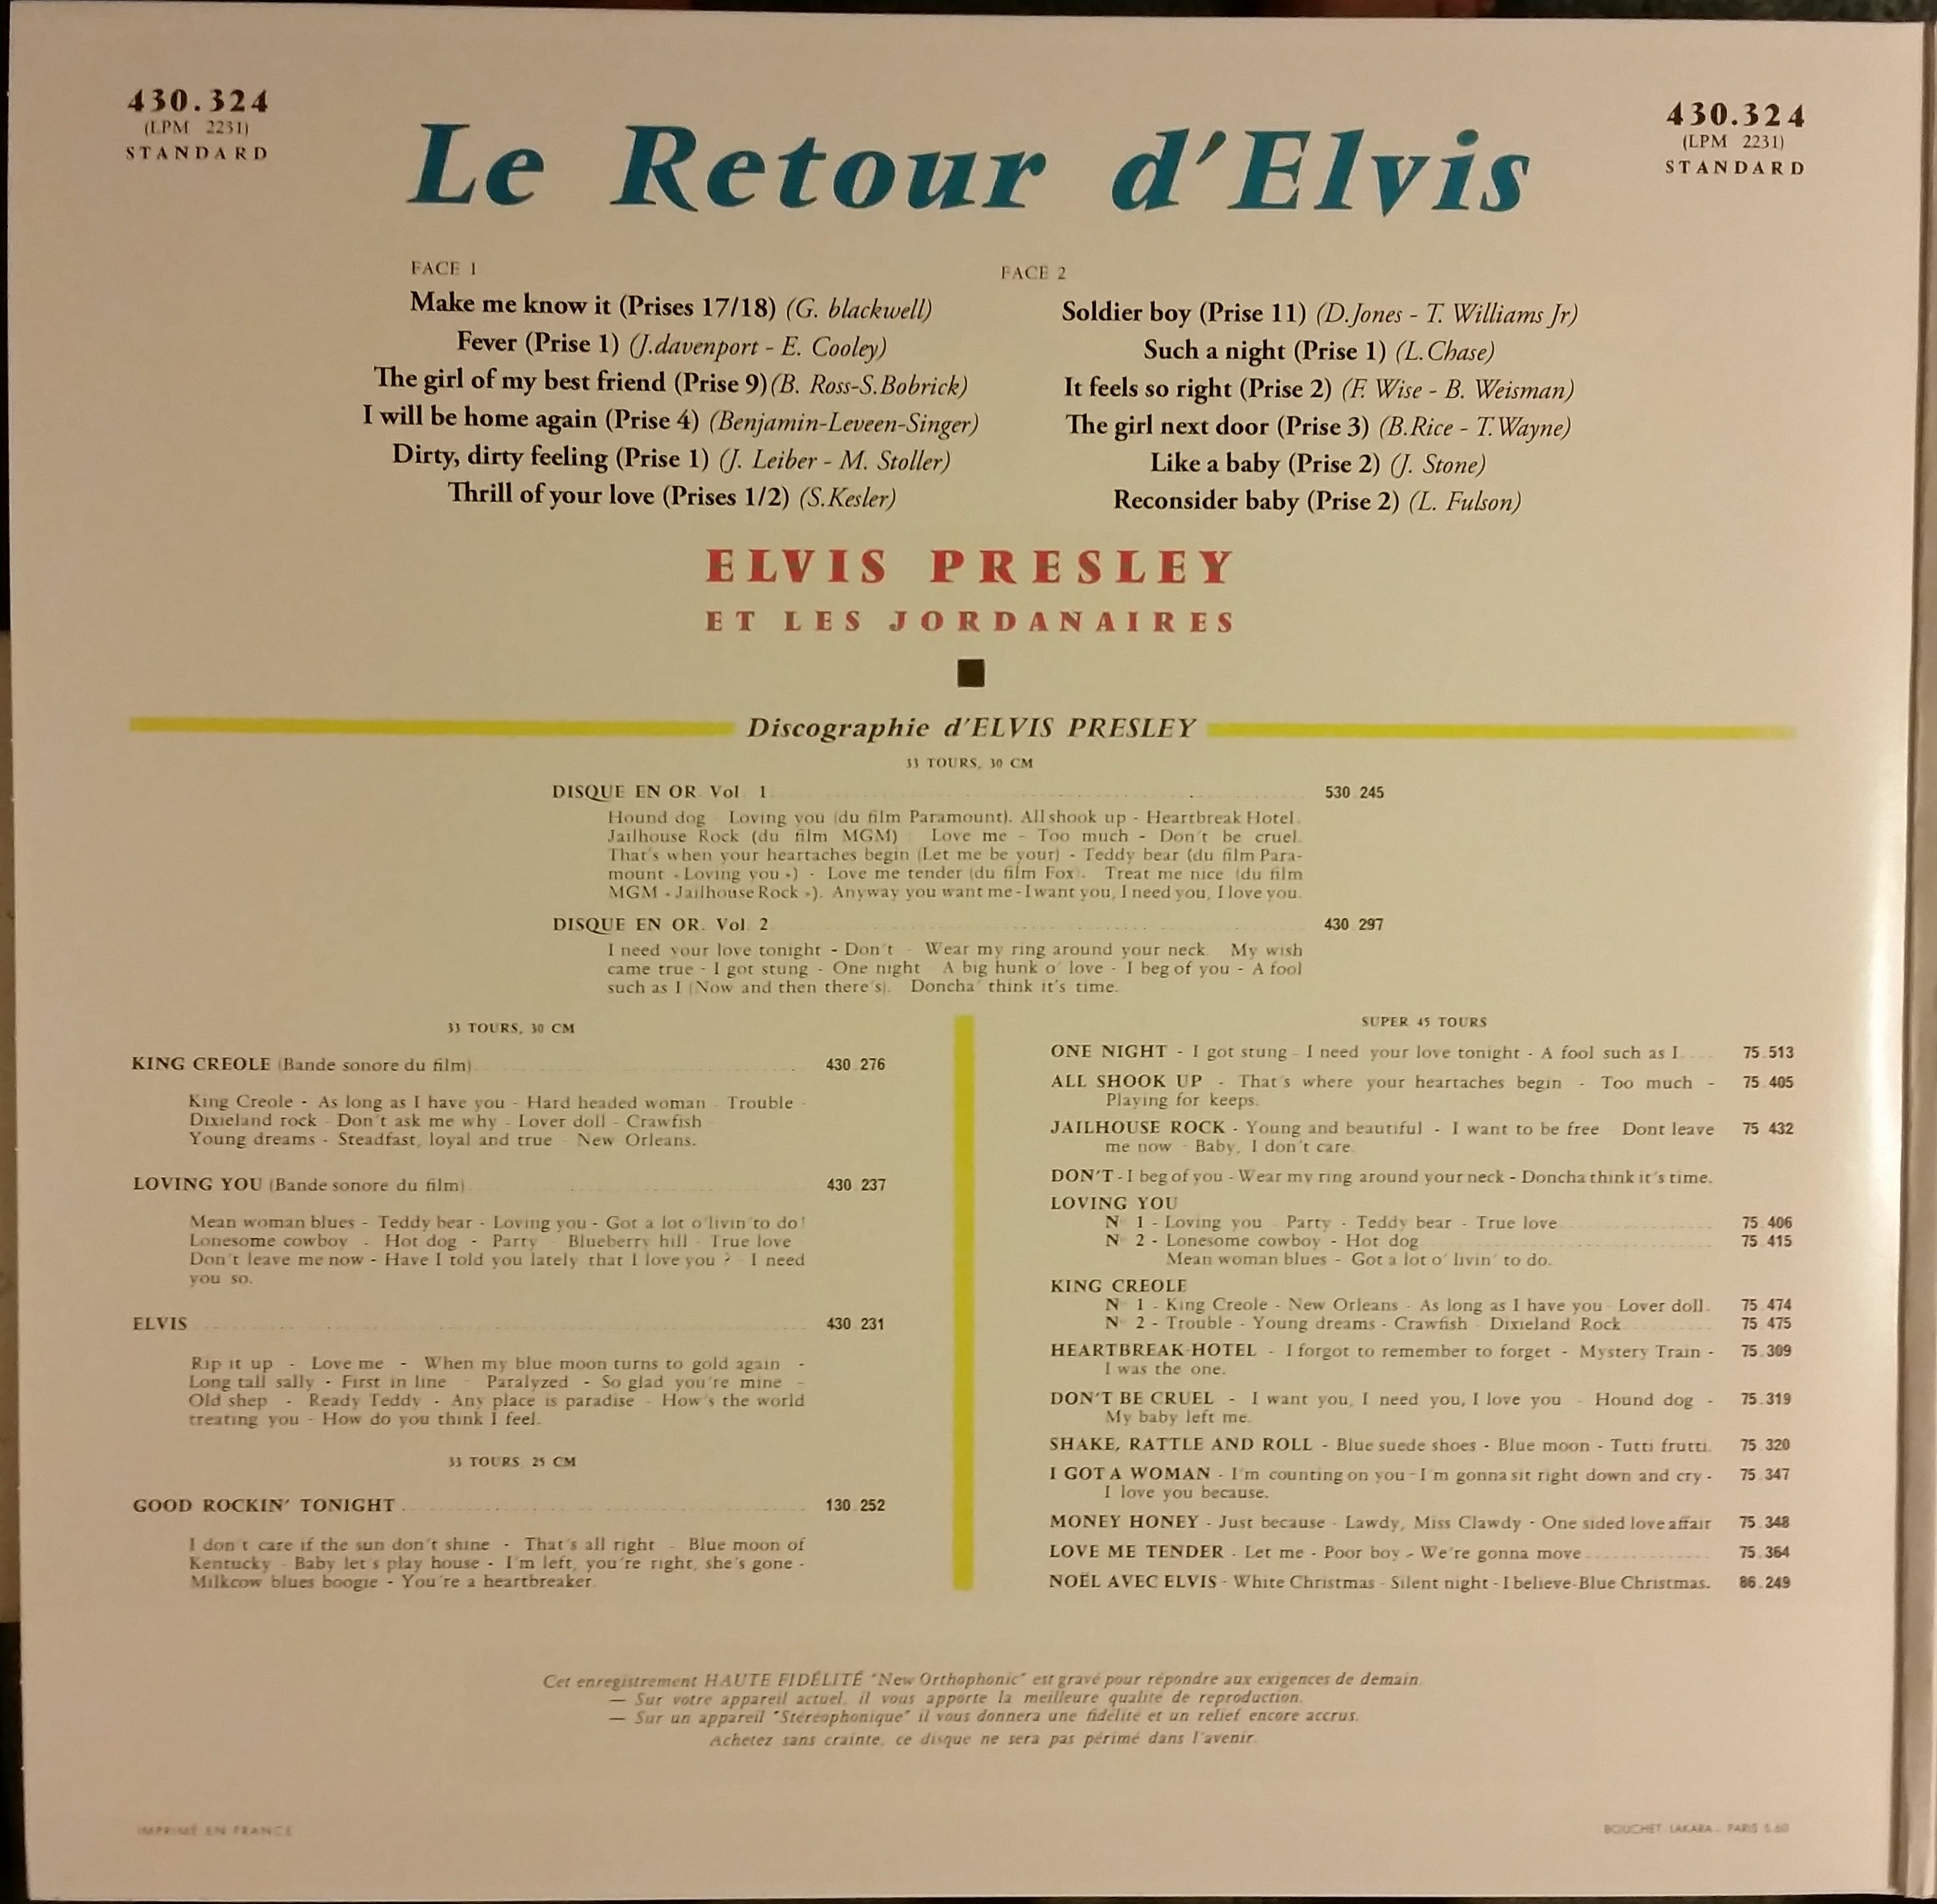 430.324
(LPM 2231)
STANDARD
Le Retour d'Elvis
430.324
(LPM 2231)
STANDARD
FACE 1
Make me know it (Prises 17/18) (G. blackwell)
Fever (Prise 1) (J.davenport - E. Cooley)
The girl of my best friend (Prise 9)(B. Ross-S.Bobrick)
I will be home again (Prise 4) (Benjamin-Leveen-Singer)
Dirty, dirty feeling (Prise 1) (J. Leiber - M. Stoller)
Thrill of your love (Prises 1/2) (S.Kesler)
FACE 2
Soldier boy (Prise 11) (D.Jones - T. Williams Jr)
Such a night (Prise 1) (L.Chase)
It feels so right (Prise 2) (F. Wise - B. Weisman)
The girl next door (Prise 3) (B.Rice - T.Wayne)
Like a baby (Prise 2) (J. Stone)
Reconsider baby (Prise 2) (L. Fulson)
ELVIS PRESLEY
ET LES JORDANAIRES
Discographie d'ELVIS PRESLEY
33 TOURS, 30 CM
DISQUE EN OR. Vol. 1 530.245
Hound dog - Loving you (du film Paramount). All shook up - Heartbreak Hotel.
Jailhouse Rock (du film MGM) - Love me - Too much - Don't be cruel.
That's when your heartaches begin (Let me be your) - Teddy bear (du film Para-
mount «Loving you») - Love me tender (du film Fox). Treat me nice (du film
MGM «Jailhouse Rock»). Anyway you want me - I want you, I need you, I love you.
DISQUE EN OR. Vol. 2 430.297
I need your love tonight - Don't - Wear my ring around your neck. My wish
came true - I got stung - One night - A big hunk o' love - I beg of you - A fool
such as I (Now and then there's). Doncha' think it's time.
33 TOURS, 30 CM
KING CREOLE (Bande sonore du film) 430.276
King Creole - As long as I have you - Hard headed woman - Trouble -
Dixieland rock - Don't ask me why - Lover doll - Crawfish
Young dreams - Steadfast, loyal and true - New Orleans.
LOVING YOU (Bande sonore du film) 430.237
Mean woman blues - Teddy bear - Loving you - Got a lot o'livin'to do!
Lonesome cowboy - Hot dog - Party - Blueberry hill - True love
Don't leave me now - Have I told you lately that I love you ? - I need
you so.
ELVIS 430.231
Rip it up - Love me - When my blue moon turns to gold again -
Long tall sally - First in line - Paralyzed - So glad you're mine -
Old shep - Ready Teddy - Any place is paradise - How's the world
treating you - How do you think I feel.
33 TOURS, 25 CM
GOOD ROCKIN' TONIGHT 130.252
I don't care if the sun don't shine - That's all right - Blue moon of
Kentucky - Baby let's play house - I'm left, you're right, she's gone -
Milkcow blues boogie - You're a heartbreaker.
SUPER 45 TOURS
ONE NIGHT - I got stung - I need your love tonight - A fool such as I 75.513
ALL SHOOK UP - That's where your heartaches begin - Too much - 75.405
Playing for keeps.
JAILHOUSE ROCK - Young and beautiful - I want to be free - Dont leave 75.432
me now - Baby, I don't care.
DON'T - I beg of you - Wear my ring around your neck - Doncha think it's time.
LOVING YOU
N° 1 - Loving you - Party - Teddy bear - True love 75.406
N° 2 - Lonesome cowboy - Hot dog 75.415
Mean woman blues - Got a lot o' livin' to do.
KING CREOLE
N° 1 - King Creole - New Orleans - As long as I have you - Lover doll. 75.474
N° 2 - Trouble - Young dreams - Crawfish - Dixieland Rock 75.475
HEARTBREAK-HOTEL - I forgot to remember to forget - Mystery Train - 75.309
I was the one.
DON'T BE CRUEL - I want you, I need you, I love you - Hound dog - 75.319
My baby left me.
SHAKE, RATTLE AND ROLL - Blue suede shoes - Blue moon - Tutti frutti. 75.320
I GOT A WOMAN - I'm counting on you - I'm gonna sit right down and cry - 75.347
I love you because.
MONEY HONEY - Just because - Lawdy, Miss Clawdy - One sided love affair 75.348
LOVE ME TENDER - Let me - Poor boy - We're gonna move 75.364
NOËL AVEC ELVIS - White Christmas - Silent night - I believe - Blue Christmas. 86.249
Cet enregistrement HAUTE FIDÉLITÉ "New Orthophonic" est gravé pour répondre aux exigences de demain.
— Sur votre appareil actuel, il vous apporte la meilleure qualité de reproduction.
— Sur un appareil "Stéréophonique" il vous donnera une fidélité et un relief encore accrus.
Achetez sans crainte, ce disque ne sera pas périmé dans l'avenir.
IMPRIMÉ EN FRANCE
BOUCHET LAKARA - PARIS 5.60